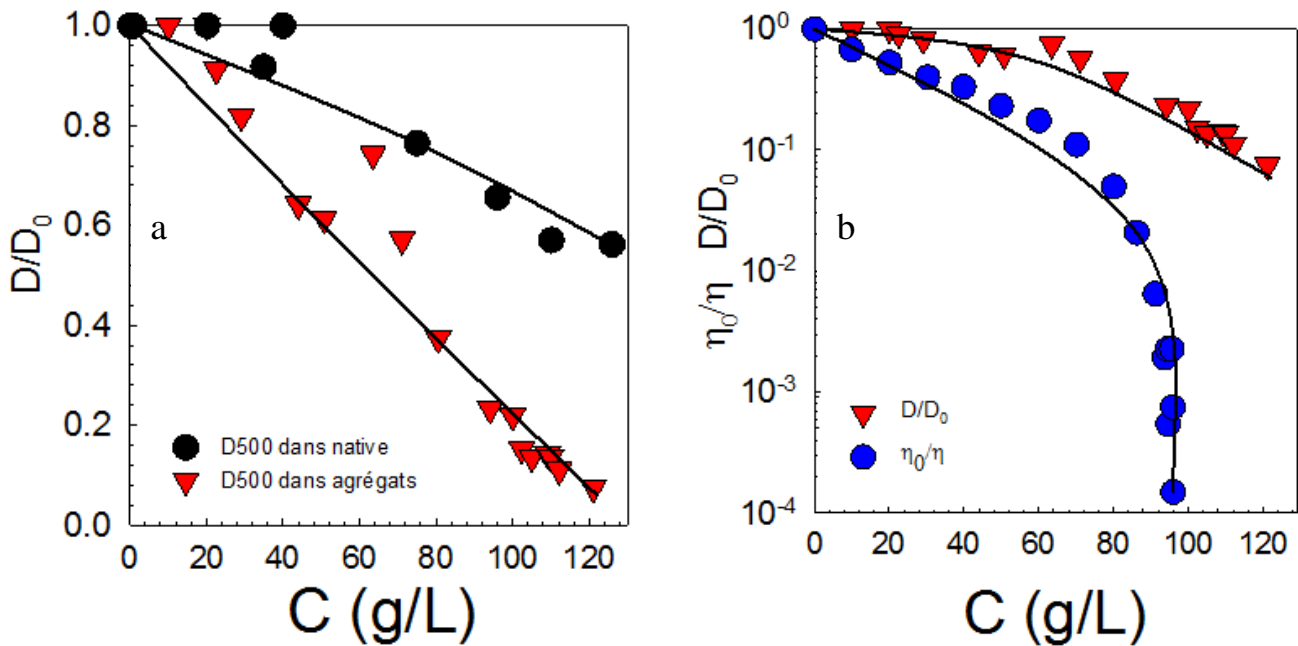 1.0
0.8
0.6
0.4
0.2
0.0
D/D₀
a
D500 dans native
D500 dans agrégats
0 20 40 60 80 100 120
C (g/L)
10⁰
10⁻¹
10⁻²
10⁻³
10⁻⁴
η₀/η D/D₀
b
D/D₀
η₀/η
0 20 40 60 80 100 120
C (g/L)